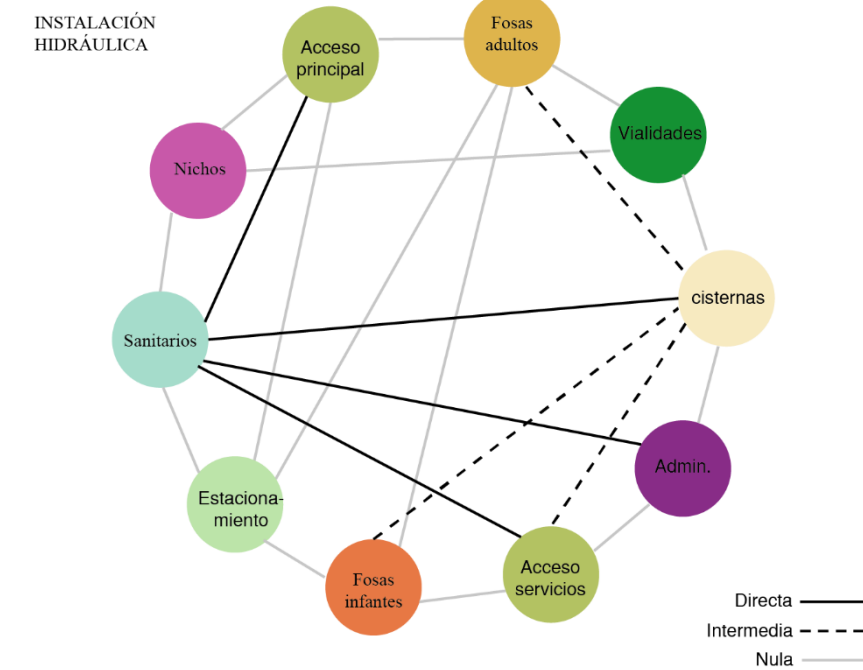 INSTALACIÓN
HIDRÁULICA
Acceso
principal
Fosas
adultos
Vialidades
Nichos
cisternas
Sanitarios
Admin.
Estaciona-
miento
Fosas
infantes
Acceso
servicios
Directa
Intermedia
Nula